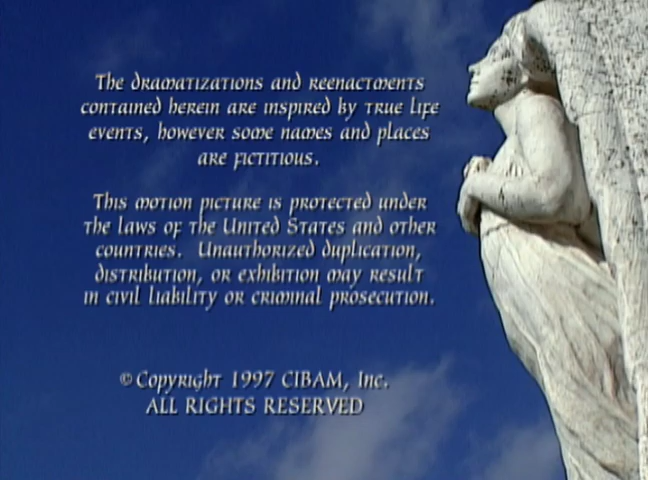 The dramatizations and reenactments
contained herein are inspired by true life
events, however some names and places
are fictitious.
This motion picture is protected under
the laws of the United States and other
countries. Unauthorized duplication,
distribution, or exhibition may result
in civil liability or criminal prosecution.
© Copyright 1997 CIBAM, Inc.
ALL RIGHTS RESERVED